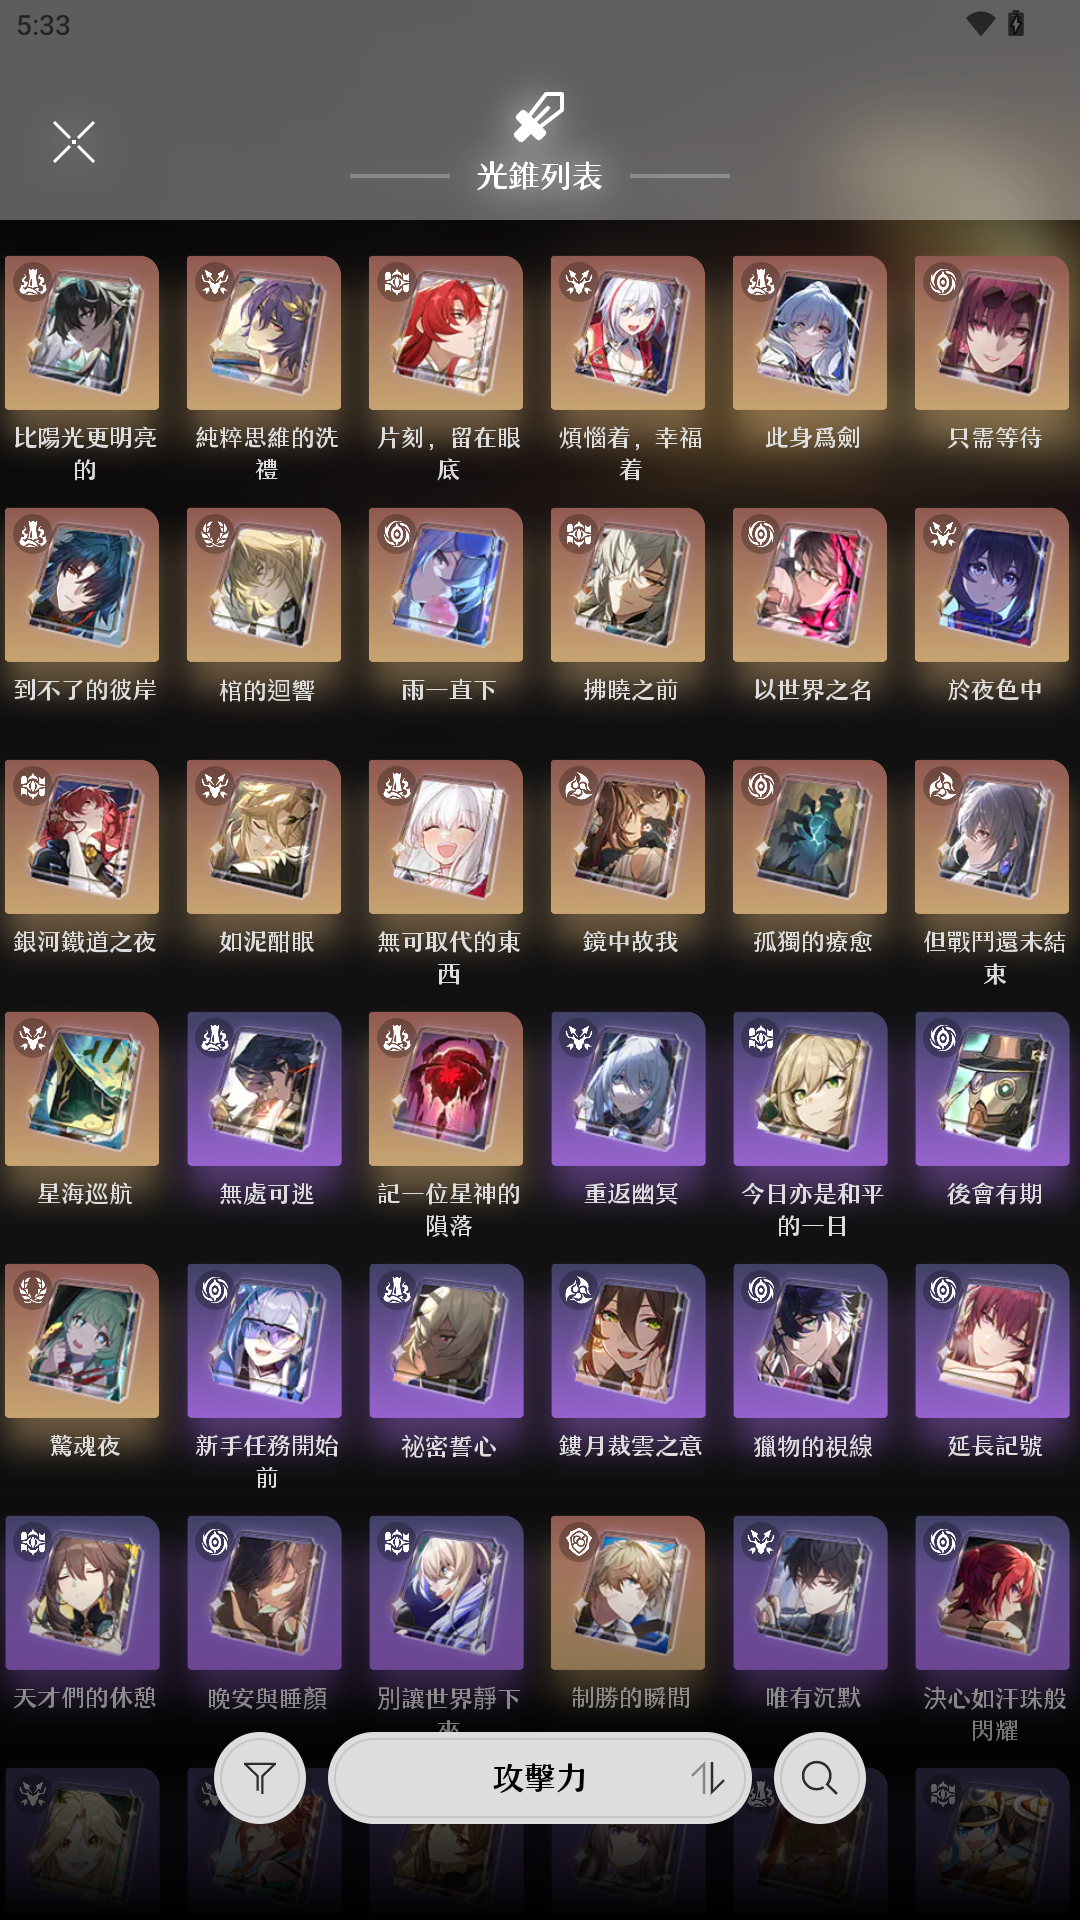 5:33
光錐列表
比陽光更明亮
的
純粹思維的洗
禮
片刻，留在眼
底
煩惱着，幸福
着
此身爲劍
只需等待
到不了的彼岸
棺的迴響
雨一直下
拂曉之前
以世界之名
於夜色中
銀河鐵道之夜
如泥酣眠
無可取代的東
西
鏡中故我
孤獨的療愈
但戰鬥還未結
束
星海巡航
無處可逃
記一位星神的
隕落
重返幽冥
今日亦是和平
的一日
後會有期
驚魂夜
新手任務開始
前
祕密誓心
鏤月裁雲之意
獵物的視線
延長記號
天才們的休憩
晚安與睡顏
別讓世界靜下
來
制勝的瞬間
唯有沉默
決心如汗珠般
閃耀
攻擊力